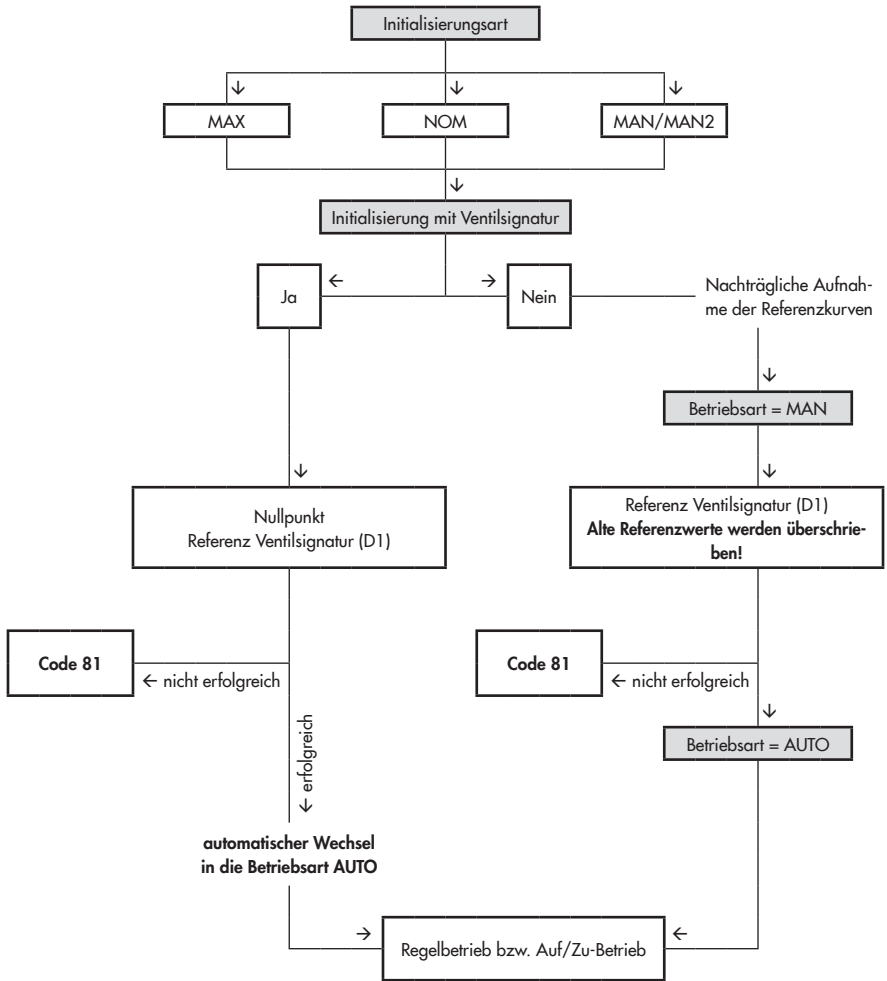 Initialisierungsart
MAX
NOM
MAN/MAN2
Initialisierung mit Ventilsignatur
Ja
Nein
Nachträgliche Aufnah-
me der Referenzkurven
Betriebsart = MAN
Nullpunkt
Referenz Ventilsignatur (D1)
Referenz Ventilsignatur (D1)
Alte Referenzwerte werden überschrie-
ben!
Code 81
← nicht erfolgreich
Code 81
← nicht erfolgreich
← erfolgreich
Betriebsart = AUTO
automatischer Wechsel
in die Betriebsart AUTO
Regelbetrieb bzw. Auf/Zu-Betrieb